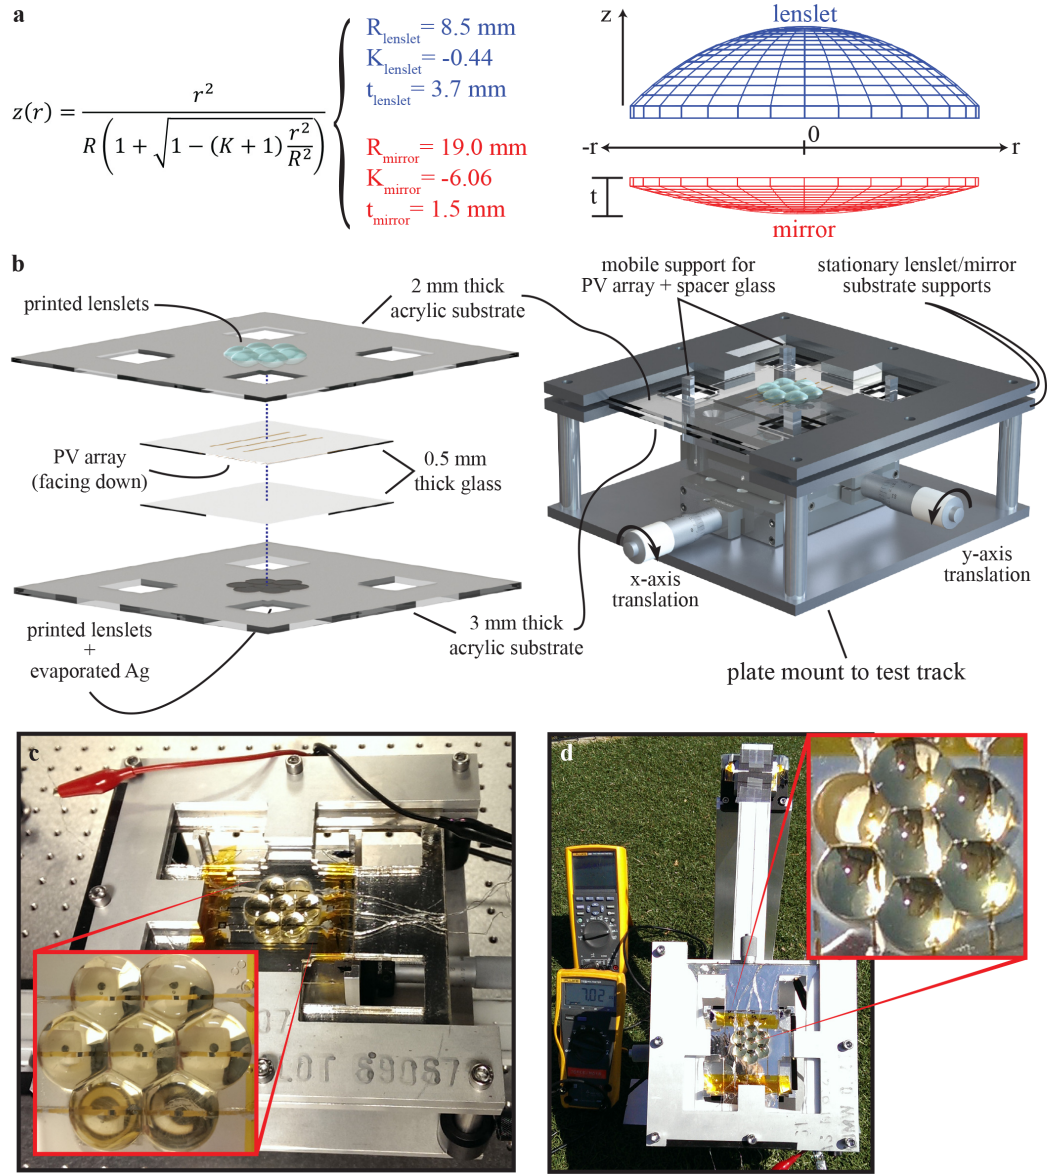 a
z(r) = r² / R(1 + √(1 − (K + 1) r²/R²))
R_lenslet = 8.5 mm
K_lenslet = -0.44
t_lenslet = 3.7 mm
R_mirror = 19.0 mm
K_mirror = -6.06
t_mirror = 1.5 mm
z
lenslet
0
-r
r
t
mirror
b
printed lenslets
2 mm thick
acrylic substrate
PV array
(facing down)
0.5 mm
thick glass
printed lenslets
+
evaporated Ag
3 mm thick
acrylic substrate
mobile support for
PV array + spacer glass
stationary lenslet/mirror
substrate supports
x-axis
translation
y-axis
translation
plate mount to test track
c
LOT 69067
d
7.02